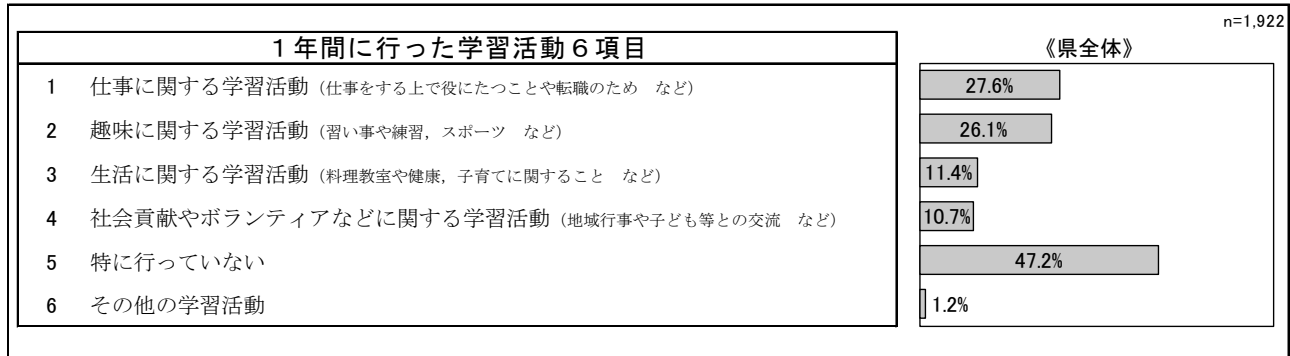 n=1,922
1年間に行った学習活動6項目 《県全体》
1 仕事に関する学習活動(仕事をする上で役にたつことや転職のため など) 27.6%
2 趣味に関する学習活動(習い事や練習，スポーツ など) 26.1%
3 生活に関する学習活動(料理教室や健康，子育てに関すること など) 11.4%
4 社会貢献やボランティアなどに関する学習活動(地域行事や子ども等との交流 など) 10.7%
5 特に行っていない 47.2%
6 その他の学習活動 1.2%